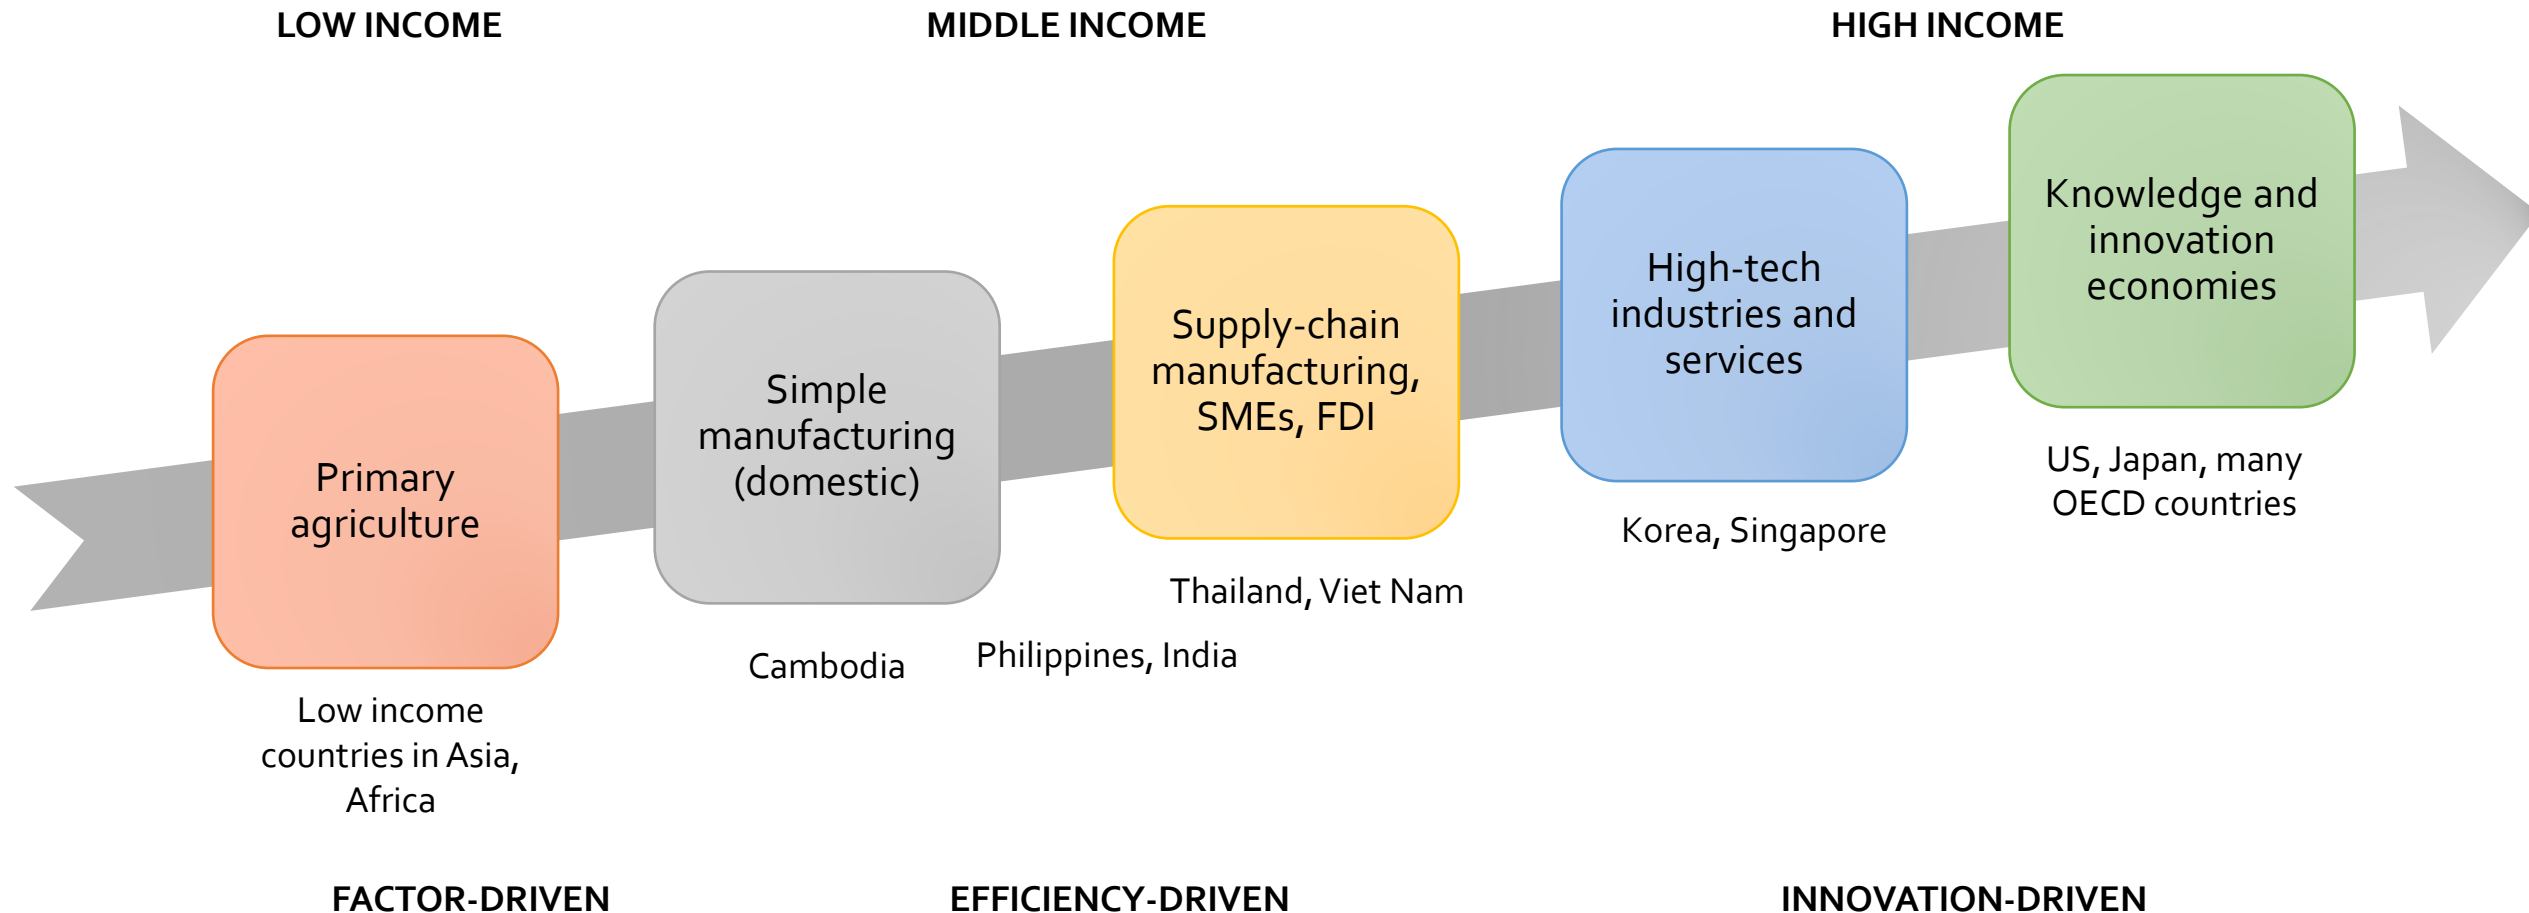 LOW INCOME
MIDDLE INCOME
HIGH INCOME
Primary
agriculture
Low income
countries in Asia,
Africa
Simple
manufacturing
(domestic)
Cambodia
Philippines, India
Supply-chain
manufacturing,
SMEs, FDI
Thailand, Viet Nam
High-tech
industries and
services
Korea, Singapore
Knowledge and
innovation
economies
US, Japan, many
OECD countries
FACTOR-DRIVEN
EFFICIENCY-DRIVEN
INNOVATION-DRIVEN